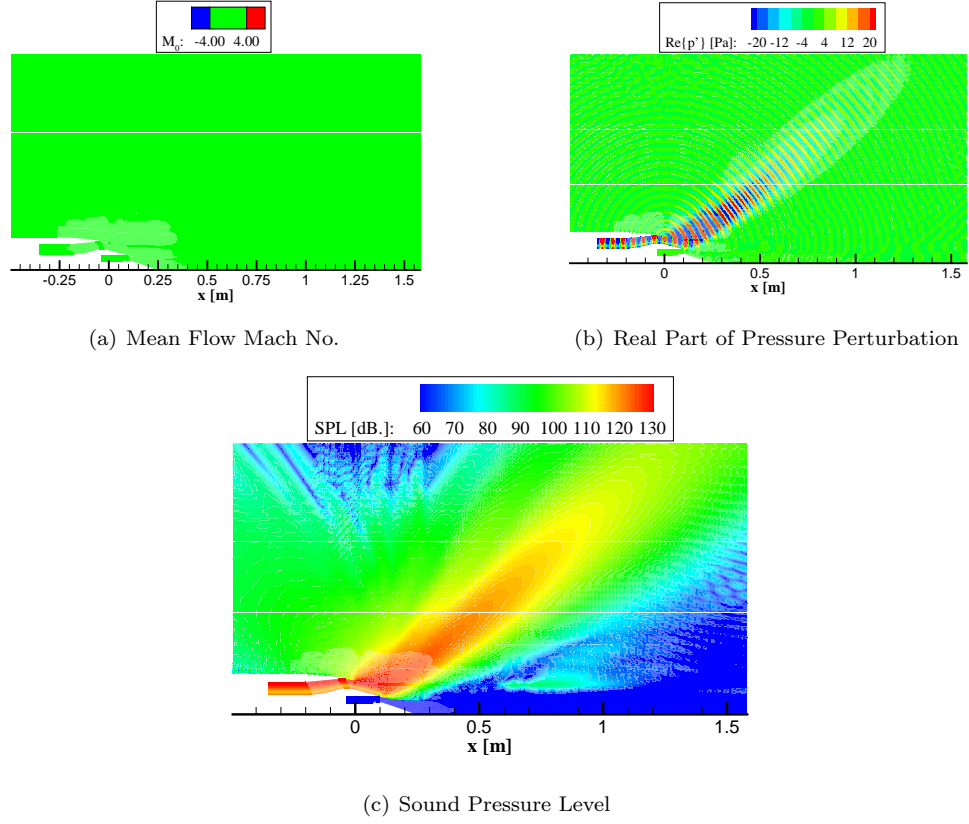 M₀: -4.00 4.00
-0.25 0 0.25 0.5 0.75 1 1.25 1.5
x [m]
(a) Mean Flow Mach No.
Re{p'} [Pa]: -20 -12 -4 4 12 20
0 0.5 1 1.5
x [m]
(b) Real Part of Pressure Perturbation
SPL [dB.]: 60 70 80 90 100 110 120 130
0 0.5 1 1.5
x [m]
(c) Sound Pressure Level